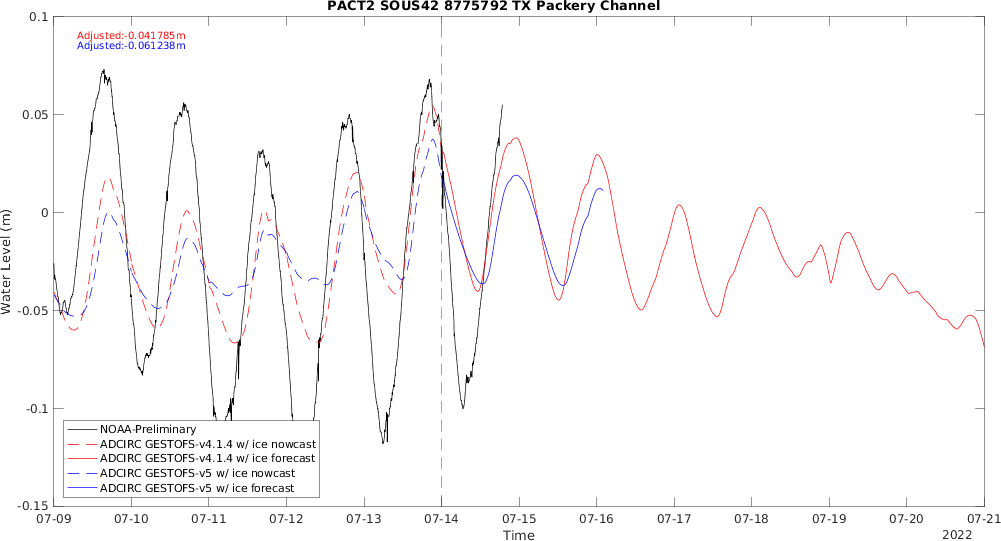 PACT2 SOUS42 8775792 TX Packery Channel
Adjusted:-0.041785m
Adjusted:-0.061238m
0.1
0.05
0
-0.05
-0.1
-0.15
Water Level (m)
NOAA-Preliminary
ADCIRC GESTOFS-v4.1.4 w/ ice nowcast
ADCIRC GESTOFS-v4.1.4 w/ ice forecast
ADCIRC GESTOFS-v5 w/ ice nowcast
ADCIRC GESTOFS-v5 w/ ice forecast
07-09 07-10 07-11 07-12 07-13 07-14 07-15 07-16 07-17 07-18 07-19 07-20 07-21
Time
2022